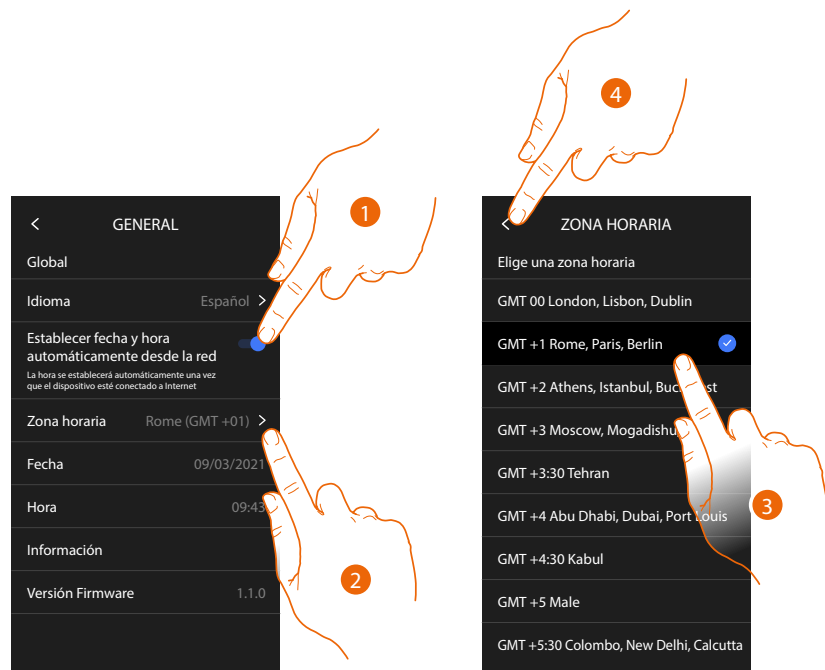 4
1
GENERAL
Global
Idioma Español
Establecer fecha y hora
automáticamente desde la red
La hora se establecerá automáticamente una vez
que el dispositivo esté conectado a Internet
Zona horaria Rome (GMT +01)
Fecha 09/03/2021
Hora 09:43
Información
Versión Firmware 1.1.0
2
ZONA HORARIA
Elige una zona horaria
GMT 00 London, Lisbon, Dublin
GMT +1 Rome, Paris, Berlin
GMT +2 Athens, Istanbul,
GMT +3 Moscow,
GMT +3:30 Tehran
GMT +4 Abu Dhabi, Dubai, Port Louis
GMT +4:30 Kabul
GMT +5 Male
GMT +5:30 Colombo, New Delhi, Calcutta
3